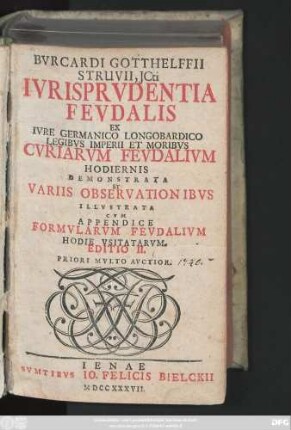 BVRCARDI GOTTHELFFII
STRUVII, JCti
IVRISPRVDENTIA
FEVDALIS
EX
IVRE GERMANICO LONGOBARDICO
LEGIBVS IMPERII ET MORIBVS
CVRIARVM FEVDALIVM
HODIERNIS
DEMONSTRATA
ET
VARIIS OBSERVATIONIBVS
ILLVSTRATA
CVM
APPENDICE
FORMVLARVM FEVDALIVM
HODIE VSITATARVM.
EDITIO II.
PRIORI MVLTO AVCTIOR.
IENAE
SVMTIBVS IO. FELICIS BIELCKII
MDCCXXXVII.